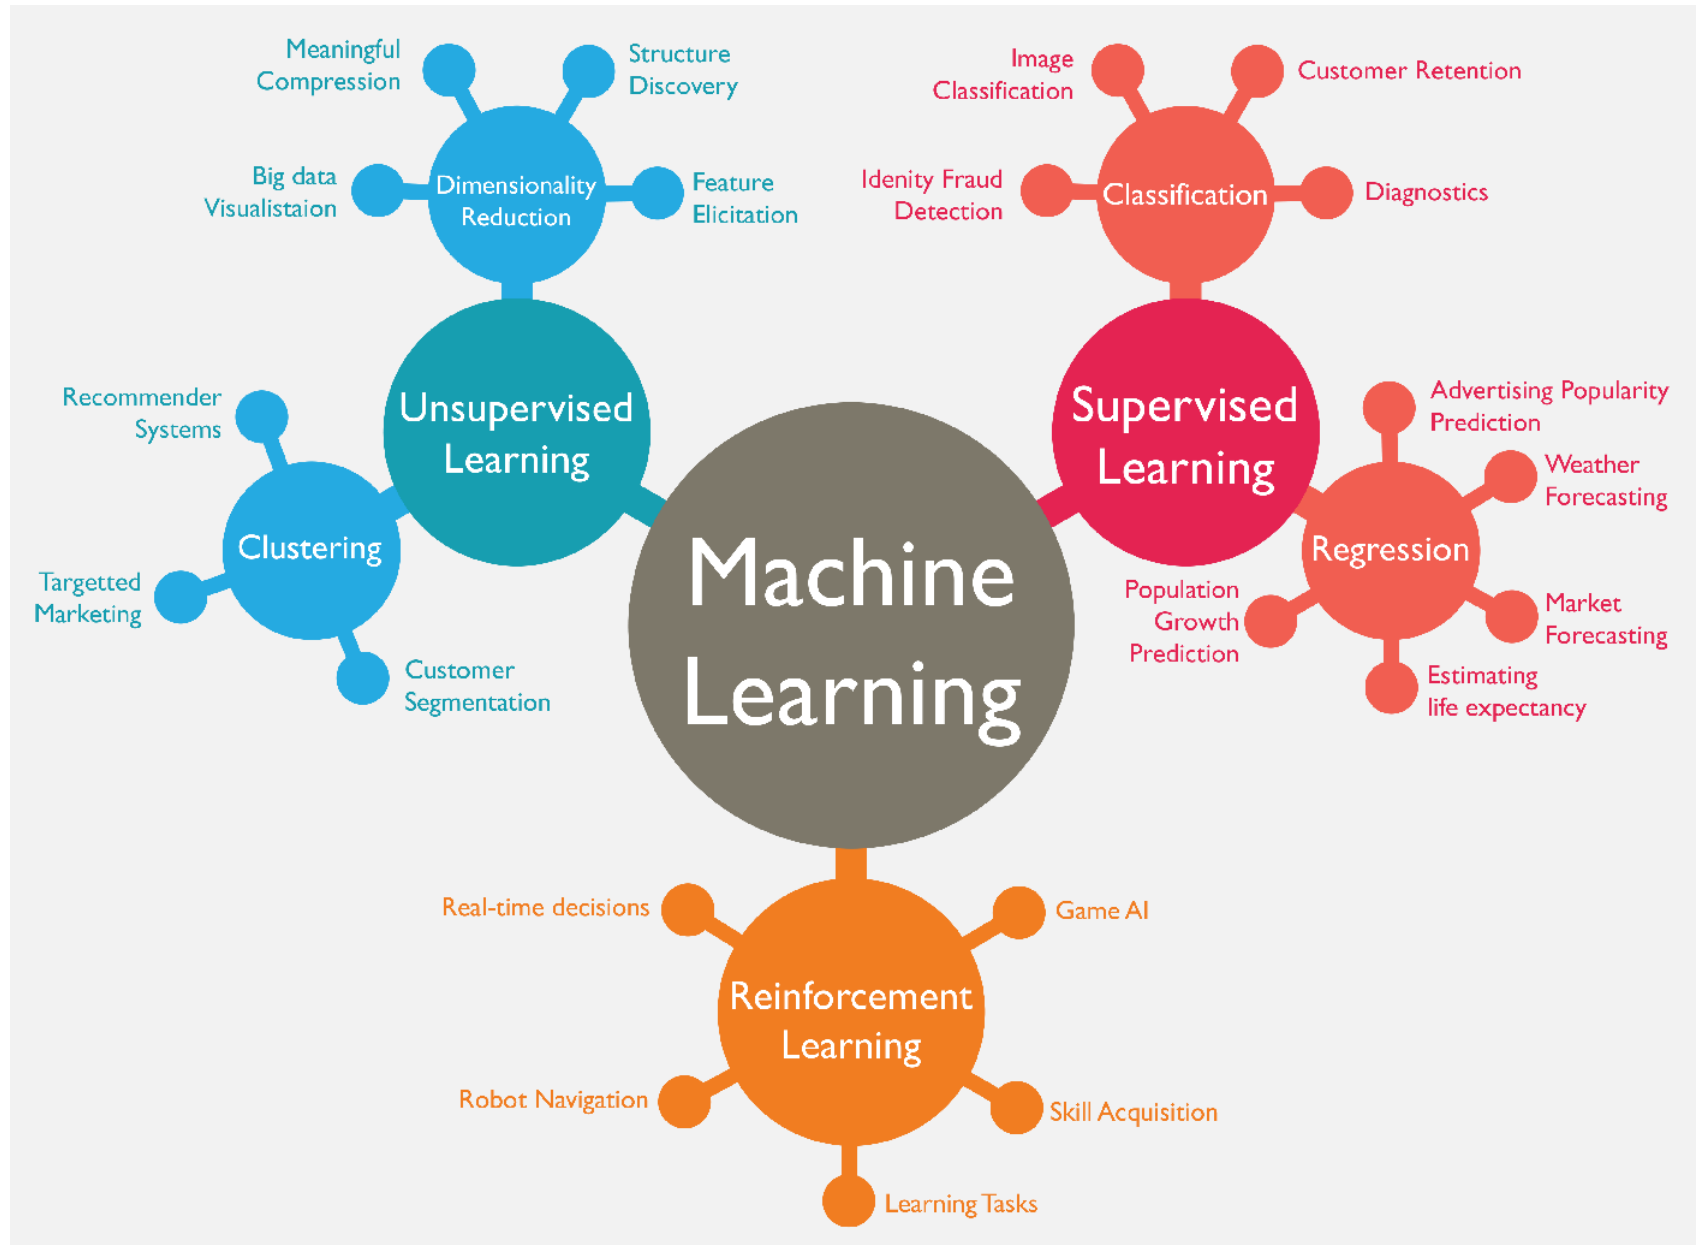 Meaningful
Compression
Structure
Discovery
Big data
Visualistaion
Dimensionality
Reduction
Feature
Elicitation
Image
Classification
Customer Retention
Idenity Fraud
Detection
Classification
Diagnostics
Recommender
Systems
Unsupervised
Learning
Clustering
Targetted
Marketing
Customer
Segmentation
Supervised
Learning
Advertising Popularity
Prediction
Weather
Forecasting
Regression
Population
Growth
Prediction
Market
Forecasting
Estimating
life expectancy
Machine
Learning
Real-time decisions
Game AI
Reinforcement
Learning
Robot Navigation
Skill Acquisition
Learning Tasks